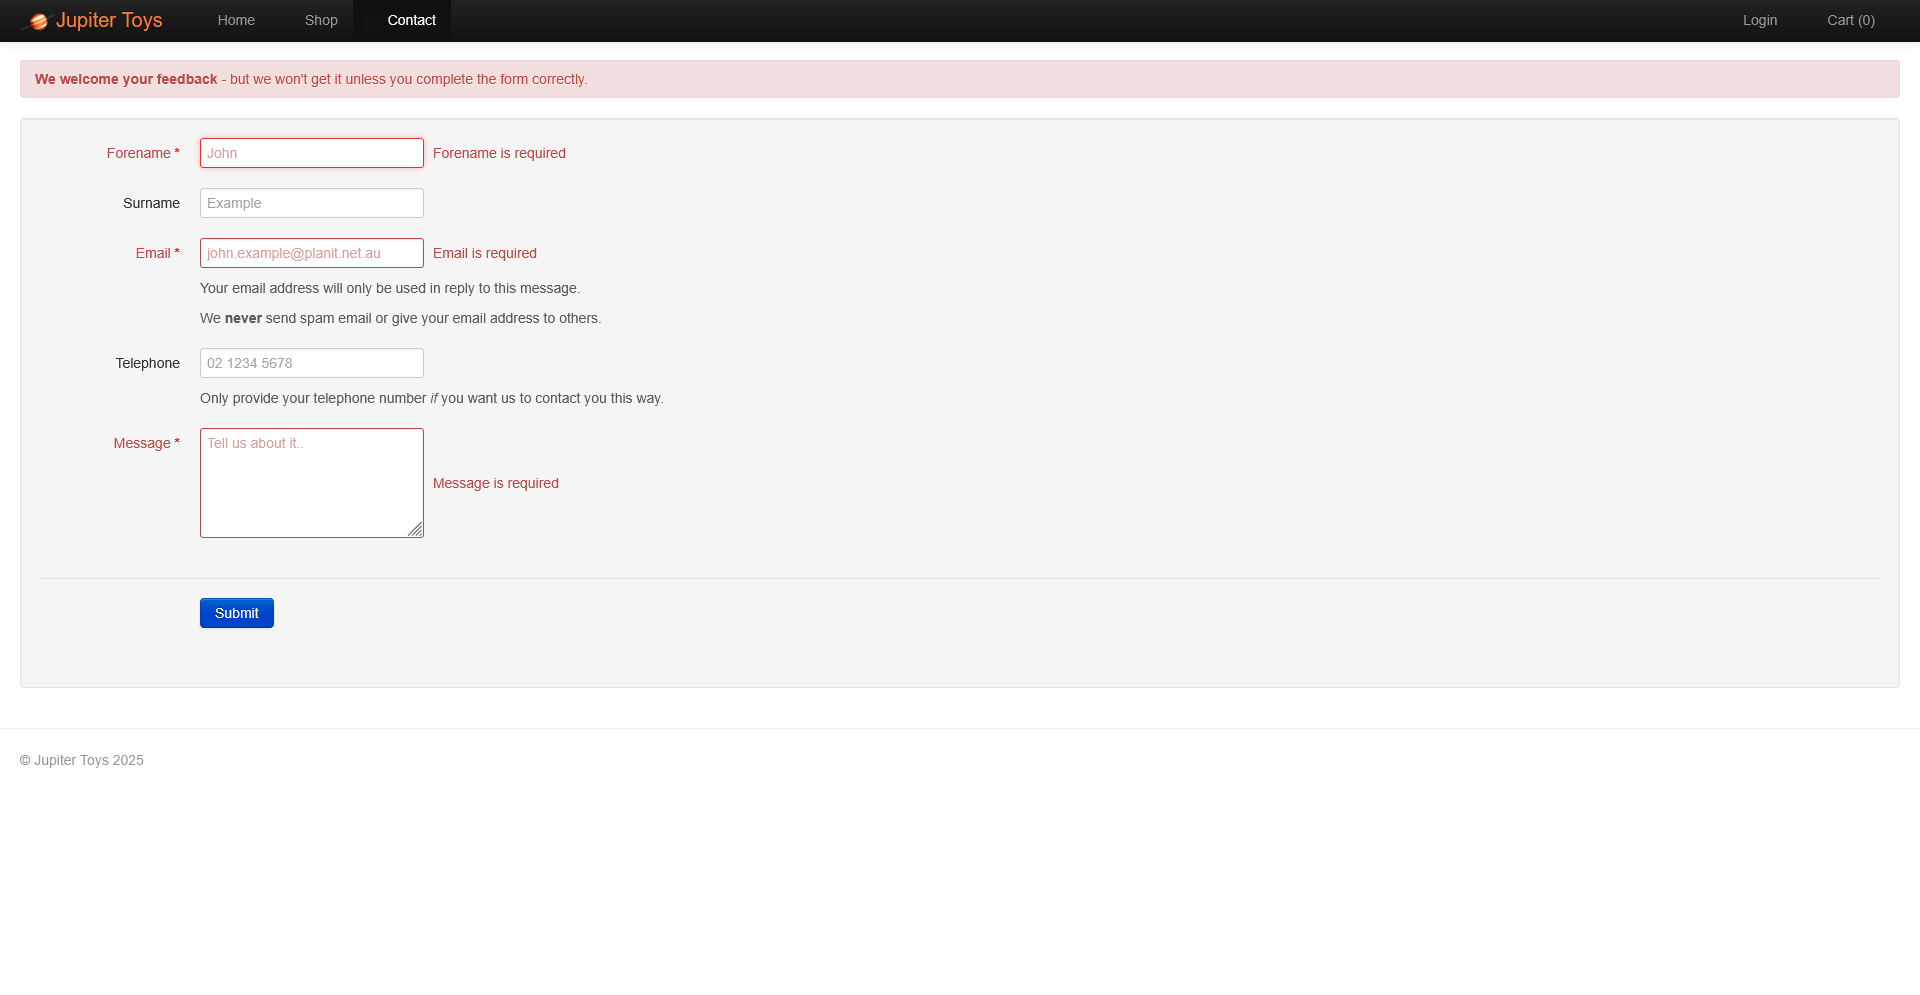 Jupiter Toys Home Shop Contact Login Cart (0)
We welcome your feedback - but we won't get it unless you complete the form correctly.
Forename * John Forename is required
Surname Example
Email * john.example@planit.net.au Email is required
Your email address will only be used in reply to this message.
We never send spam email or give your email address to others.
Telephone 02 1234 5678
Only provide your telephone number if you want us to contact you this way.
Message * Tell us about it..
Message is required
Submit
© Jupiter Toys 2025